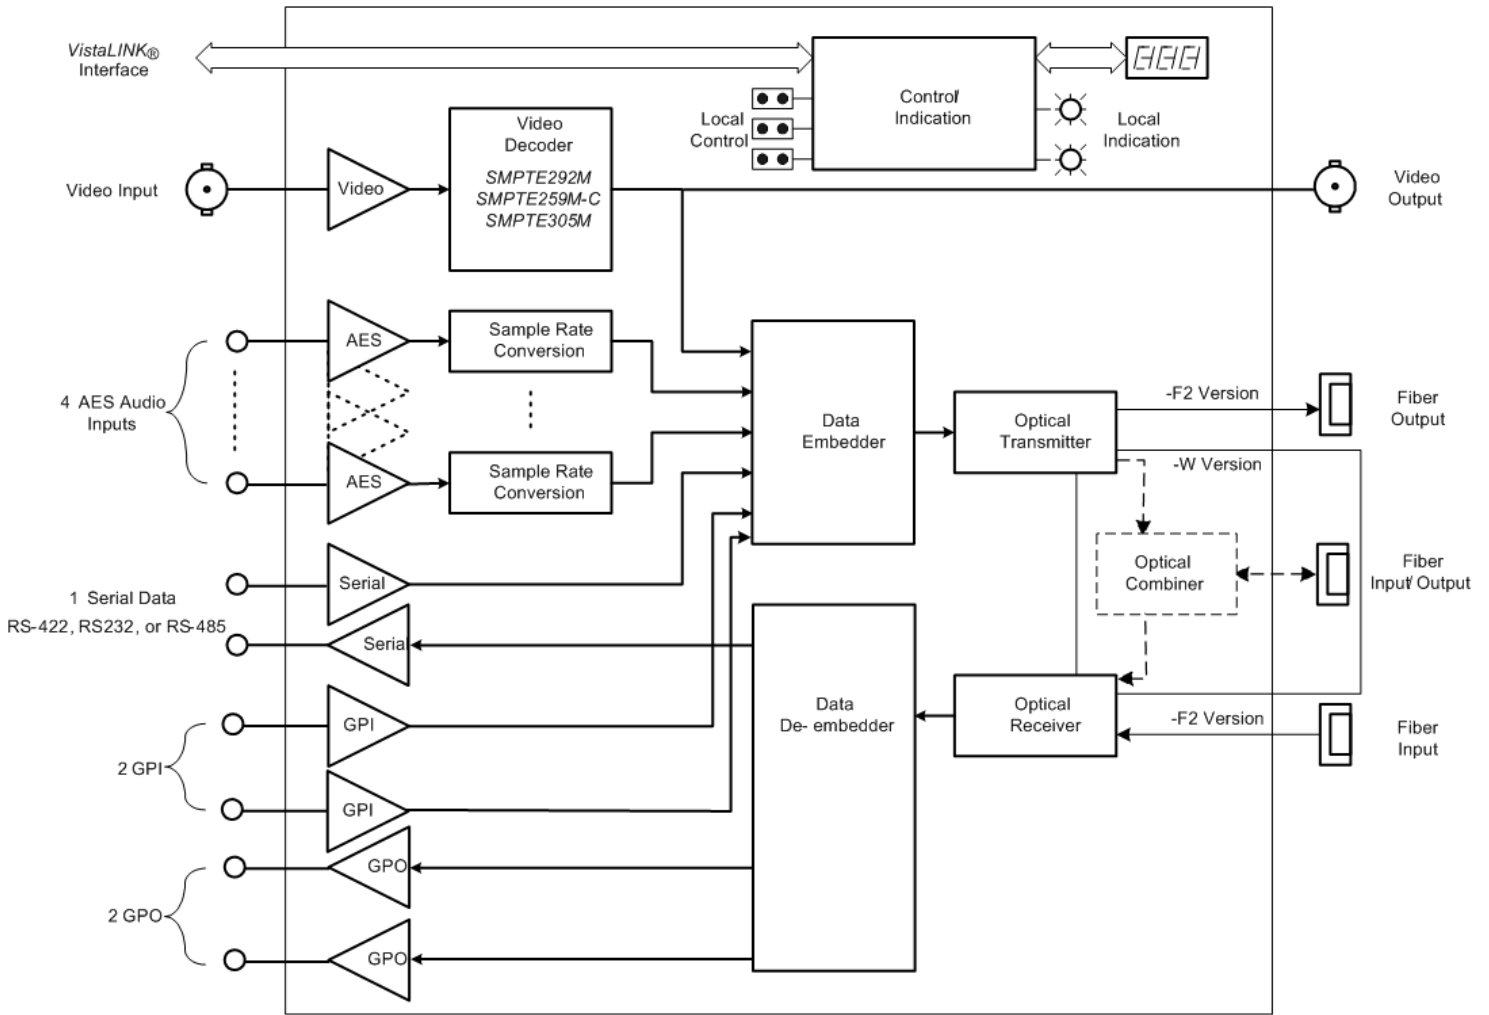 VistaLINK®
Interface
Control/
Indication
Local
Control
Local
Indication
Video Input
Video
Video
Decoder
SMPTE292M
SMPTE259M-C
SMPTE305M
Video
Output
4 AES Audio
Inputs
AES
Sample Rate
Conversion
AES
Sample Rate
Conversion
Data
Embedder
Optical
Transmitter
-F2 Version
Fiber
Output
-W Version
Optical
Combiner
Fiber
Input/ Output
1 Serial Data
RS-422, RS232, or RS-485
Serial
Serial
Data
De- embedder
Optical
Receiver
-F2 Version
Fiber
Input
2 GPI
GPI
GPI
2 GPO
GPO
GPO